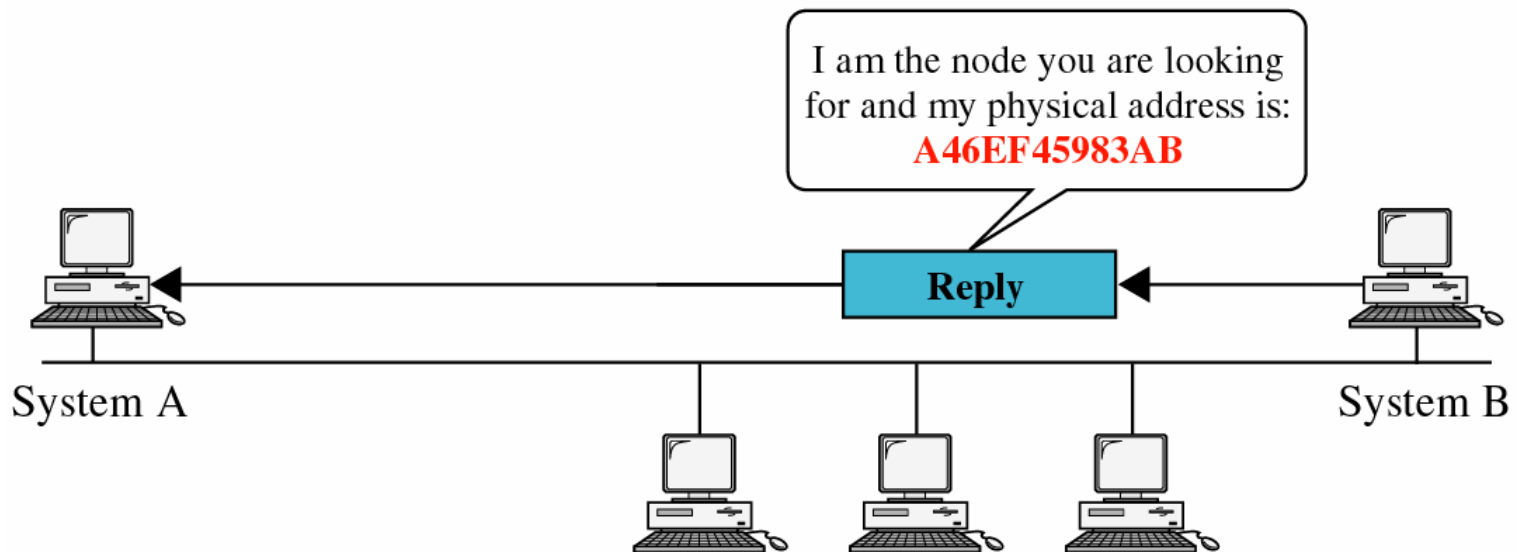 I am the node you are looking
for and my physical address is:
A46EF45983AB
Reply
System A
System B